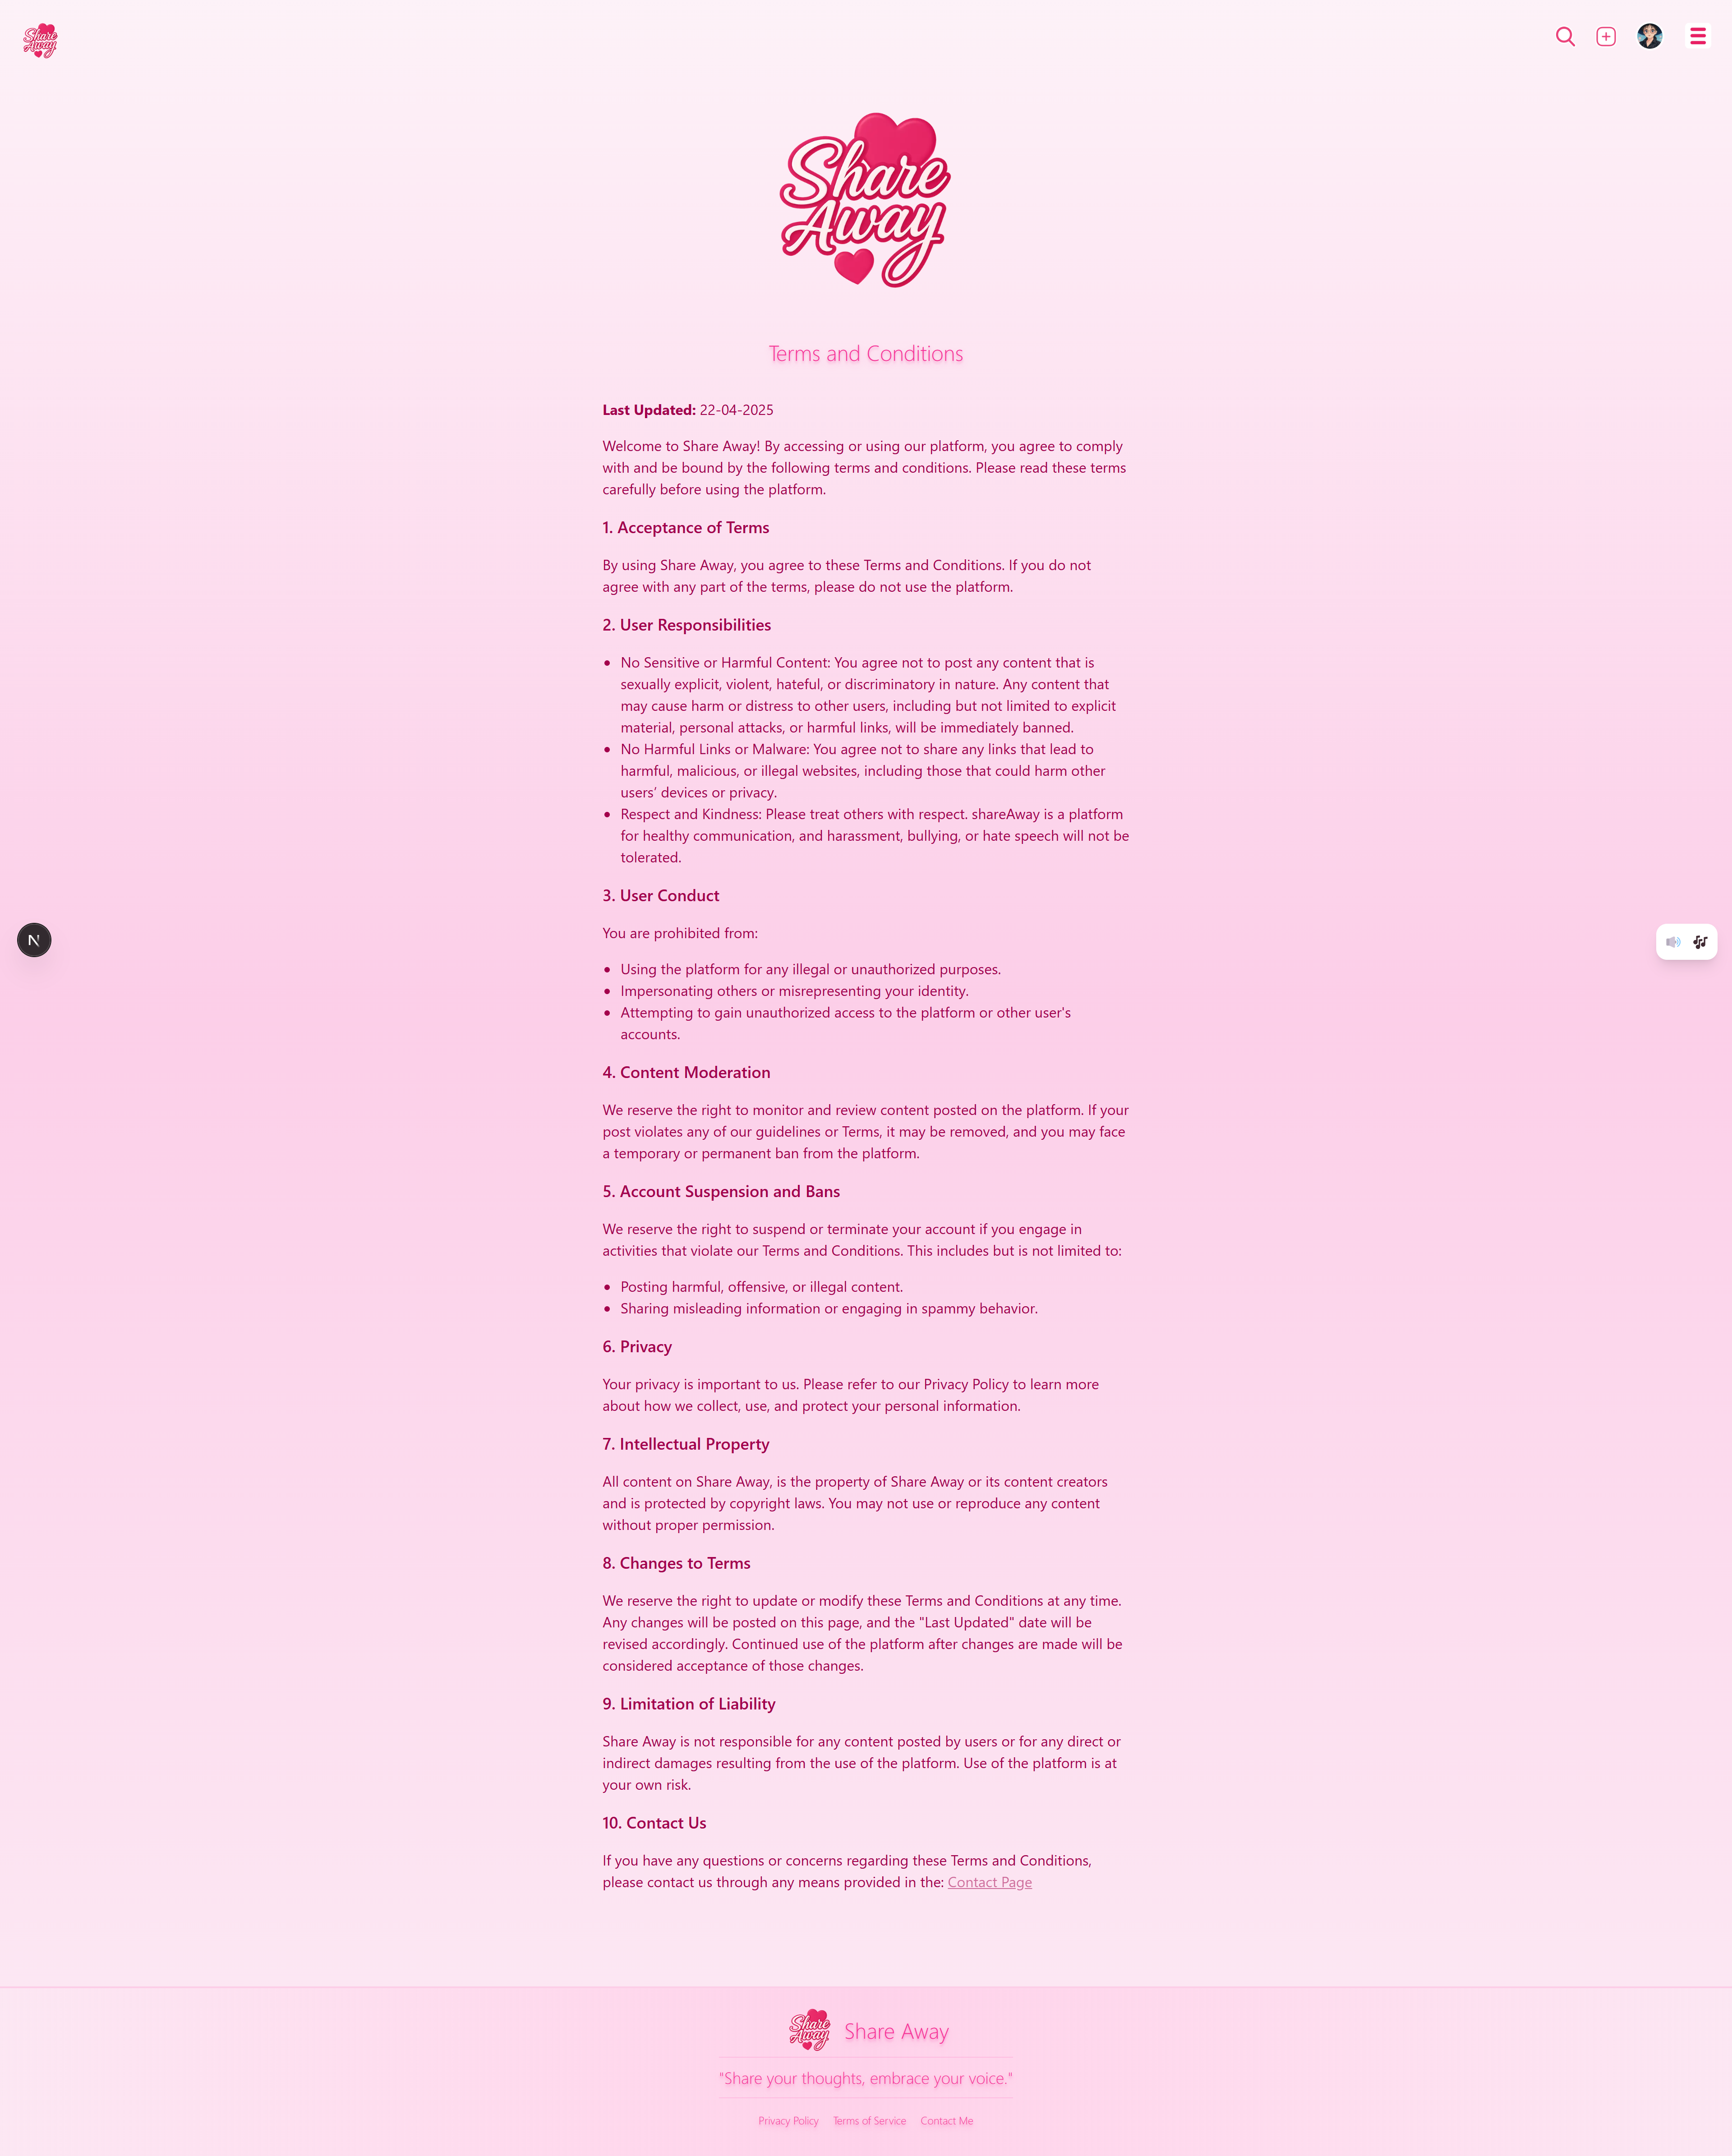 Share
Away
Share
Away
Terms and Conditions
Last Updated: 22-04-2025
Welcome to Share Away! By accessing or using our platform, you agree to comply
with and be bound by the following terms and conditions. Please read these terms
carefully before using the platform.
1. Acceptance of Terms
By using Share Away, you agree to these Terms and Conditions. If you do not
agree with any part of the terms, please do not use the platform.
2. User Responsibilities
• No Sensitive or Harmful Content: You agree not to post any content that is
sexually explicit, violent, hateful, or discriminatory in nature. Any content that
may cause harm or distress to other users, including but not limited to explicit
material, personal attacks, or harmful links, will be immediately banned.
• No Harmful Links or Malware: You agree not to share any links that lead to
harmful, malicious, or illegal websites, including those that could harm other
users’ devices or privacy.
• Respect and Kindness: Please treat others with respect. shareAway is a platform
for healthy communication, and harassment, bullying, or hate speech will not be
tolerated.
3. User Conduct
You are prohibited from:
N
• Using the platform for any illegal or unauthorized purposes.
• Impersonating others or misrepresenting your identity.
• Attempting to gain unauthorized access to the platform or other user's
accounts.
4. Content Moderation
We reserve the right to monitor and review content posted on the platform. If your
post violates any of our guidelines or Terms, it may be removed, and you may face
a temporary or permanent ban from the platform.
5. Account Suspension and Bans
We reserve the right to suspend or terminate your account if you engage in
activities that violate our Terms and Conditions. This includes but is not limited to:
• Posting harmful, offensive, or illegal content.
• Sharing misleading information or engaging in spammy behavior.
6. Privacy
Your privacy is important to us. Please refer to our Privacy Policy to learn more
about how we collect, use, and protect your personal information.
7. Intellectual Property
All content on Share Away, is the property of Share Away or its content creators
and is protected by copyright laws. You may not use or reproduce any content
without proper permission.
8. Changes to Terms
We reserve the right to update or modify these Terms and Conditions at any time.
Any changes will be posted on this page, and the "Last Updated" date will be
revised accordingly. Continued use of the platform after changes are made will be
considered acceptance of those changes.
9. Limitation of Liability
Share Away is not responsible for any content posted by users or for any direct or
indirect damages resulting from the use of the platform. Use of the platform is at
your own risk.
10. Contact Us
If you have any questions or concerns regarding these Terms and Conditions,
please contact us through any means provided in the: Contact Page
Share
Away
Share Away
"Share your thoughts, embrace your voice."
Privacy Policy Terms of Service Contact Me